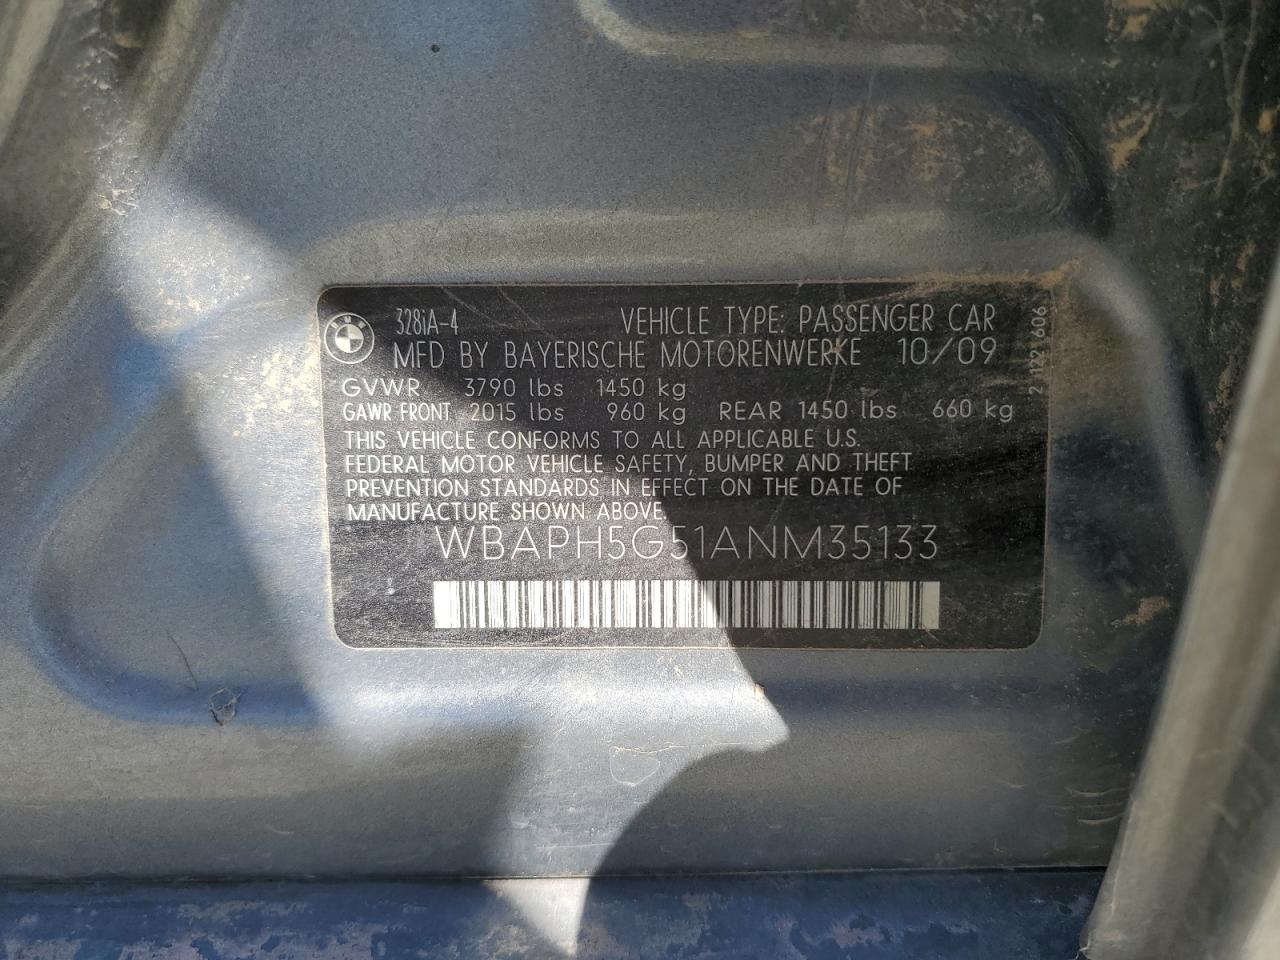 BMW
328iA-4 VEHICLE TYPE: PASSENGER CAR
MFD BY BAYERISCHE MOTORENWERKE 10/09
GVWR 3790 lbs 1450 kg
GAWR FRONT 2015 lbs 960 kg REAR 1450 lbs 660 kg
THIS VEHICLE CONFORMS TO ALL APPLICABLE U.S.
FEDERAL MOTOR VEHICLE SAFETY, BUMPER AND THEFT
PREVENTION STANDARDS IN EFFECT ON THE DATE OF
MANUFACTURE SHOWN ABOVE
WBAPH5G51ANM35133